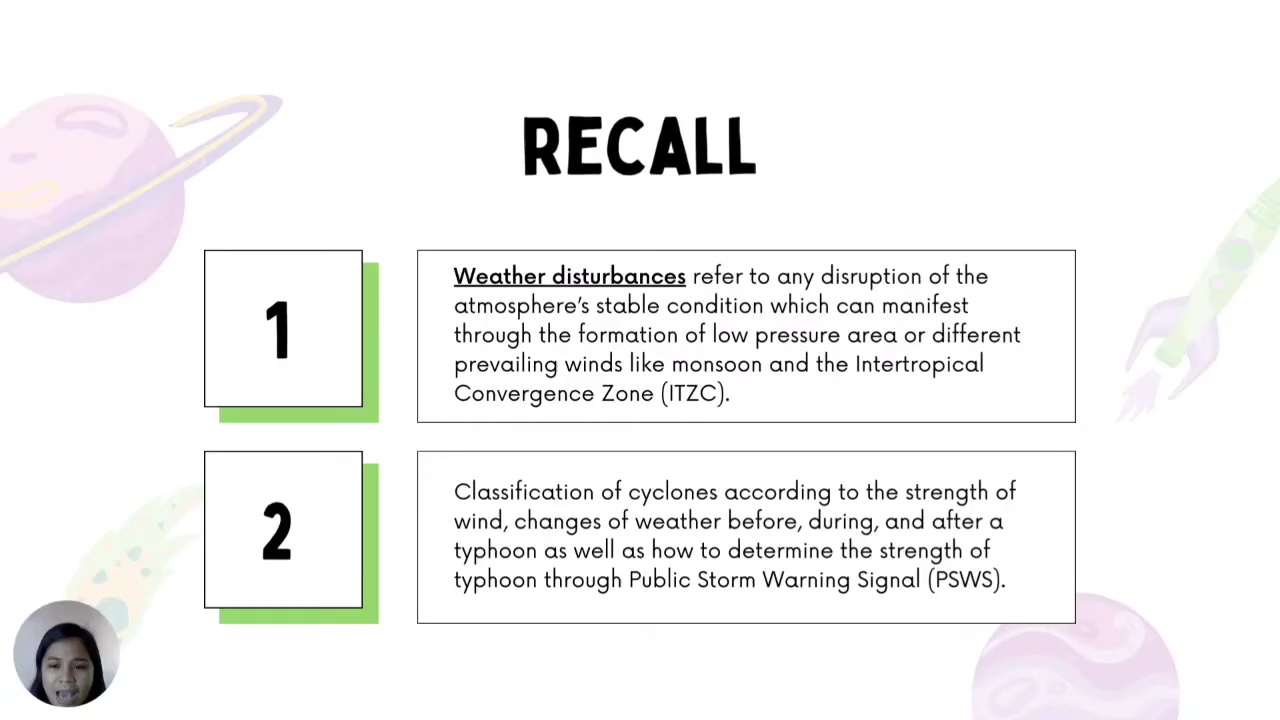 RECALL
1
Weather disturbances refer to any disruption of the
atmosphere's stable condition which can manifest
through the formation of low pressure area or different
prevailing winds like monsoon and the Intertropical
Convergence Zone (ITZC).
2
Classification of cyclones according to the strength of
wind, changes of weather before, during, and after a
typhoon as well as how to determine the strength of
typhoon through Public Storm Warning Signal (PSWS).